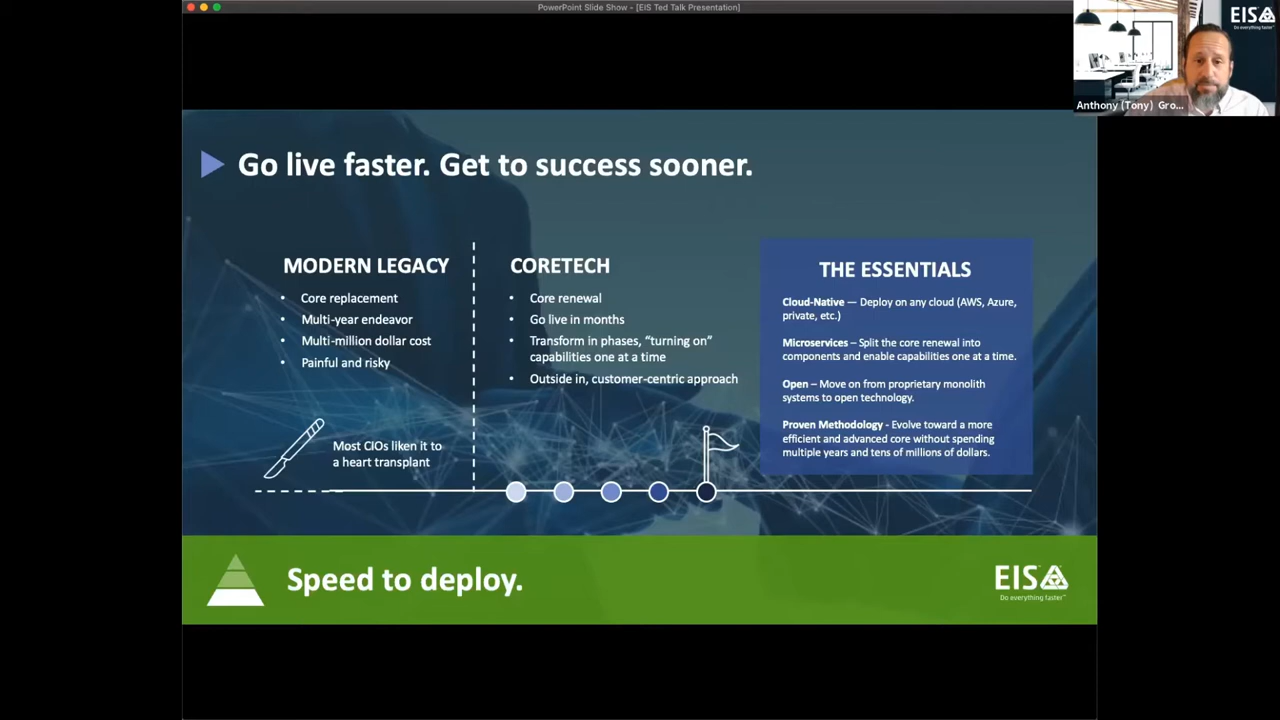 PowerPoint Slide Show - [EIS Ted Talk Presentation]
EIS
Do everything faster™
Anthony (Tony) Gro...
Go live faster. Get to success sooner.
MODERN LEGACY
• Core replacement
• Multi-year endeavor
• Multi-million dollar cost
• Painful and risky
Most CIOs liken it to
a heart transplant
CORETECH
• Core renewal
• Go live in months
• Transform in phases, “turning on”
capabilities one at a time
• Outside in, customer-centric approach
THE ESSENTIALS
Cloud-Native — Deploy on any cloud (AWS, Azure,
private, etc.)
Microservices – Split the core renewal into
components and enable capabilities one at a time.
Open – Move on from proprietary monolith
systems to open technology.
Proven Methodology - Evolve toward a more
efficient and advanced core without spending
multiple years and tens of millions of dollars.
Speed to deploy.
EIS
Do everything faster™